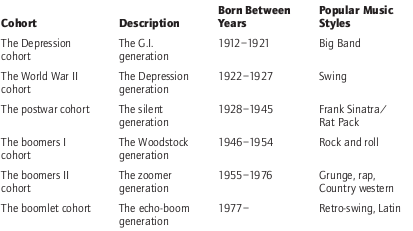 Cohort Description Born Between Years Popular Music Styles
The Depression cohort The G.I. generation 1912–1921 Big Band
The World War II cohort The Depression generation 1922–1927 Swing
The postwar cohort The silent generation 1928–1945 Frank Sinatra/ Rat Pack
The boomers I cohort The Woodstock generation 1946–1954 Rock and roll
The boomers II cohort The zoomer generation 1955–1976 Grunge, rap, Country western
The boomlet cohort The echo-boom generation 1977– Retro-swing, Latin